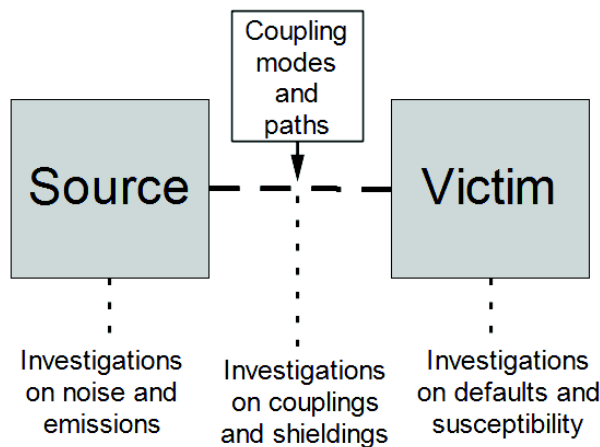 Coupling
modes
and
paths
Source
Victim
Investigations
on noise and
emissions
Investigations
on couplings
and shieldings
Investigations
on defaults and
susceptibility